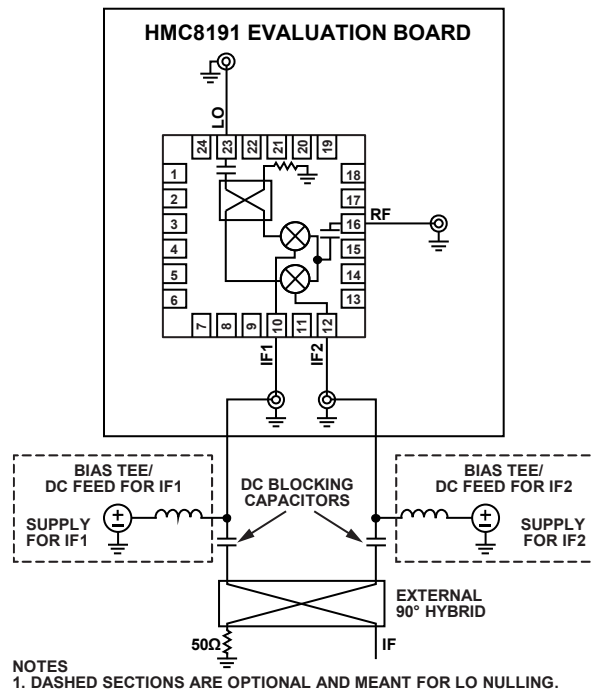 HMC8191 EVALUATION BOARD
LO
24 23 22 21 20 19
1
2
3
4
5
6
18
17
16
15
14
13
RF
7 8 9 10 11 12
IF1
IF2
BIAS TEE/
DC FEED FOR IF1
SUPPLY
FOR IF1
DC BLOCKING
CAPACITORS
BIAS TEE/
DC FEED FOR IF2
SUPPLY
FOR IF2
EXTERNAL
90° HYBRID
50Ω
IF
NOTES
1. DASHED SECTIONS ARE OPTIONAL AND MEANT FOR LO NULLING.